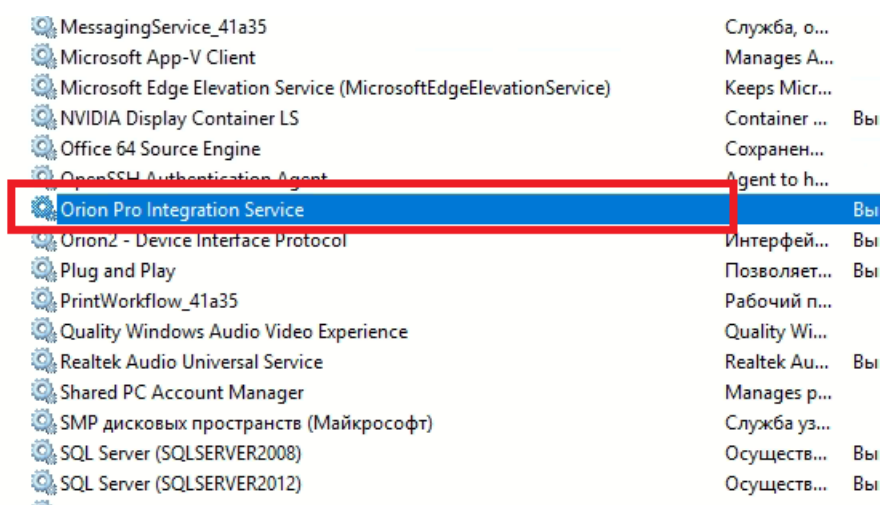 MessagingService_41a35 Служба, о...
Microsoft App-V Client Manages A...
Microsoft Edge Elevation Service (MicrosoftEdgeElevationService) Keeps Micr...
NVIDIA Display Container LS Container ... Вы
Office 64 Source Engine Сохранен...
OpenSSH Authentication Agent Agent to h...
Orion Pro Integration Service Вы
Orion2 - Device Interface Protocol Интерфей... Вы
Plug and Play Позволяет... Вы
PrintWorkflow_41a35 Рабочий п...
Quality Windows Audio Video Experience Quality Wi...
Realtek Audio Universal Service Realtek Au... Вы
Shared PC Account Manager Manages p...
SMP дисковых пространств (Майкрософт) Служба уз...
SQL Server (SQLSERVER2008) Осуществ... Вы
SQL Server (SQLSERVER2012) Осуществ... Вы